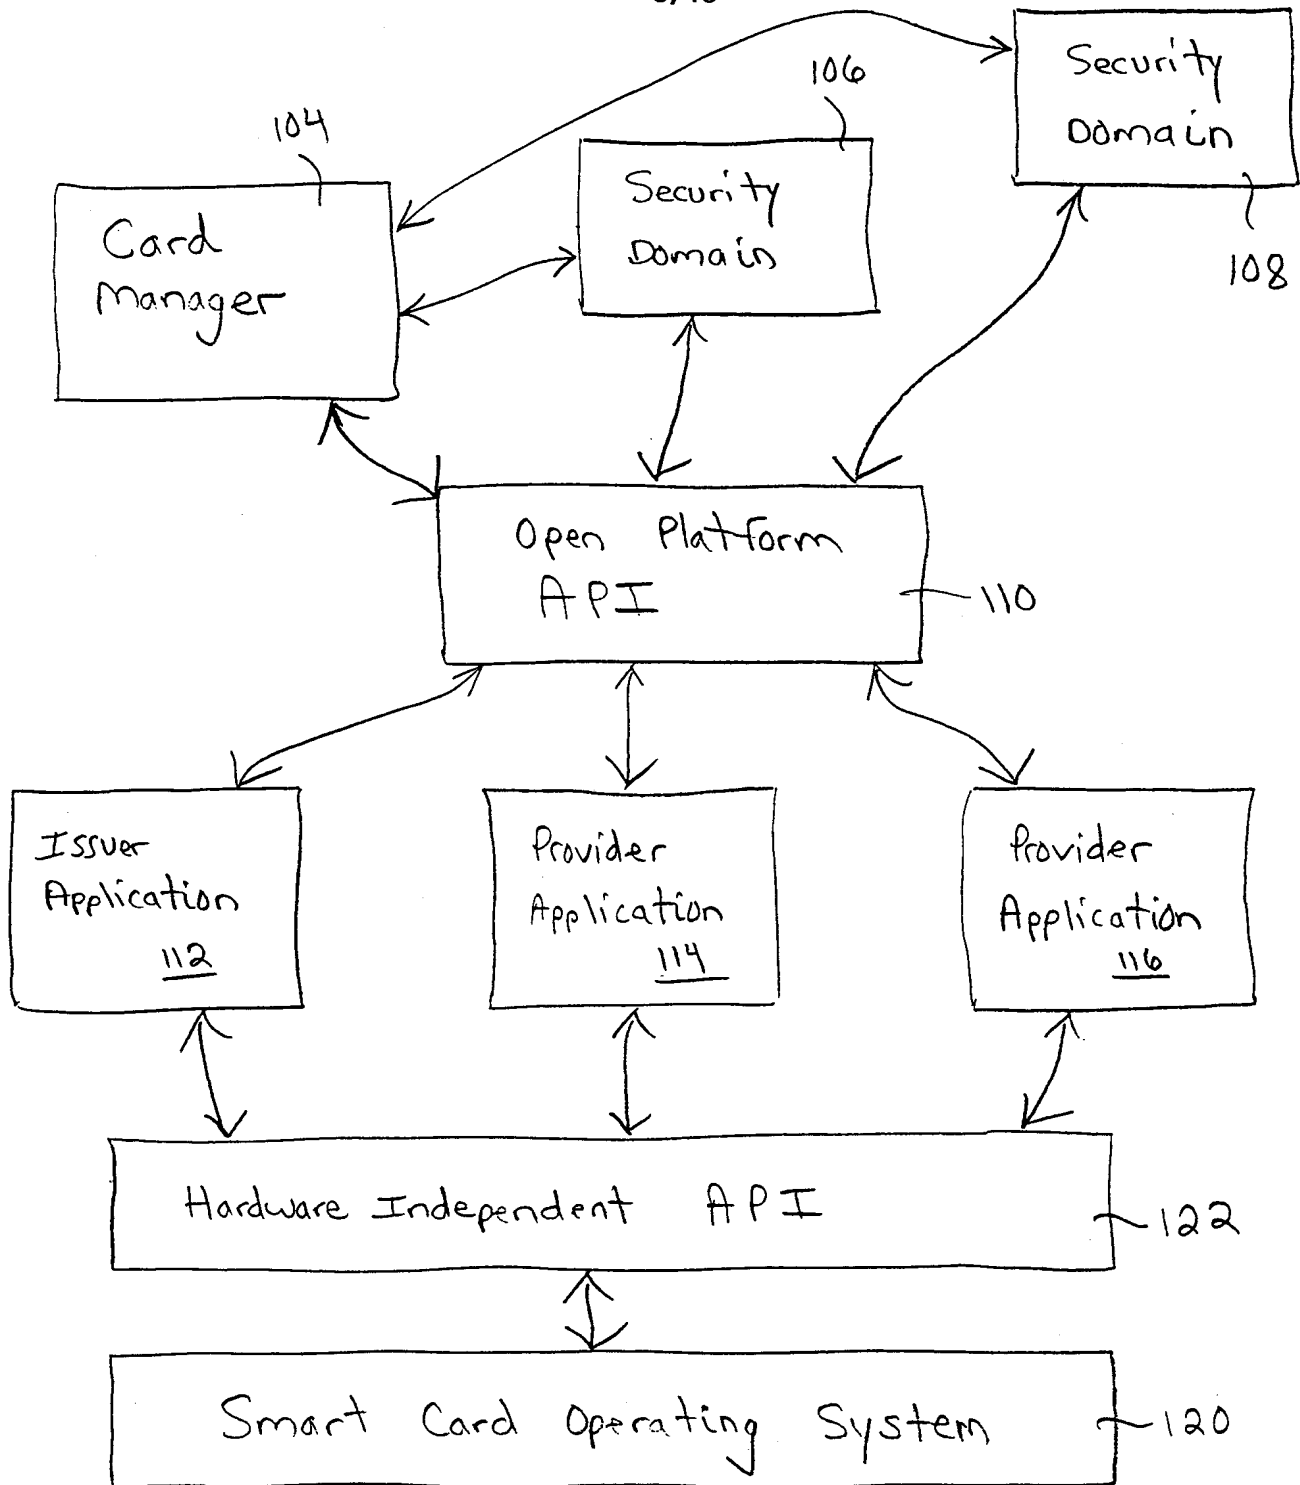 Security
Domain
108
106
Security
Domain
104
Card
Manager
Open Platform
API
110
Issuer
Application
112
Provider
Application
114
Provider
Application
116
Hardware Independent API
122
Smart Card Operating System
120